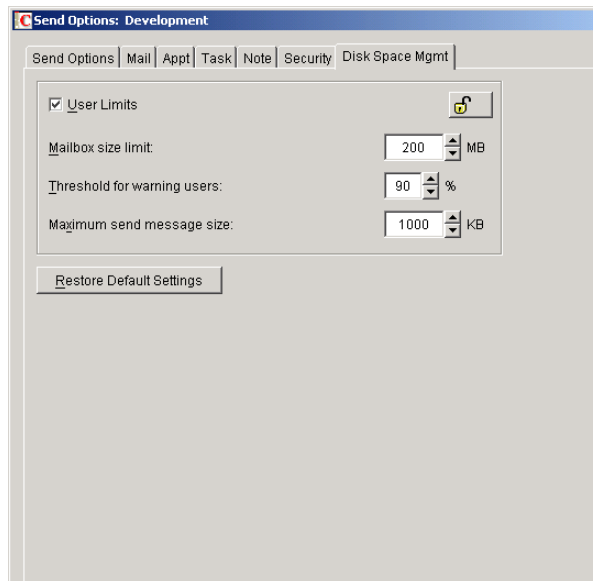 Send Options: Development
Send Options Mail Appt Task Note Security Disk Space Mgmt
User Limits
Mailbox size limit: 200 MB
Threshold for warning users: 90 %
Maximum send message size: 1000 KB
Restore Default Settings